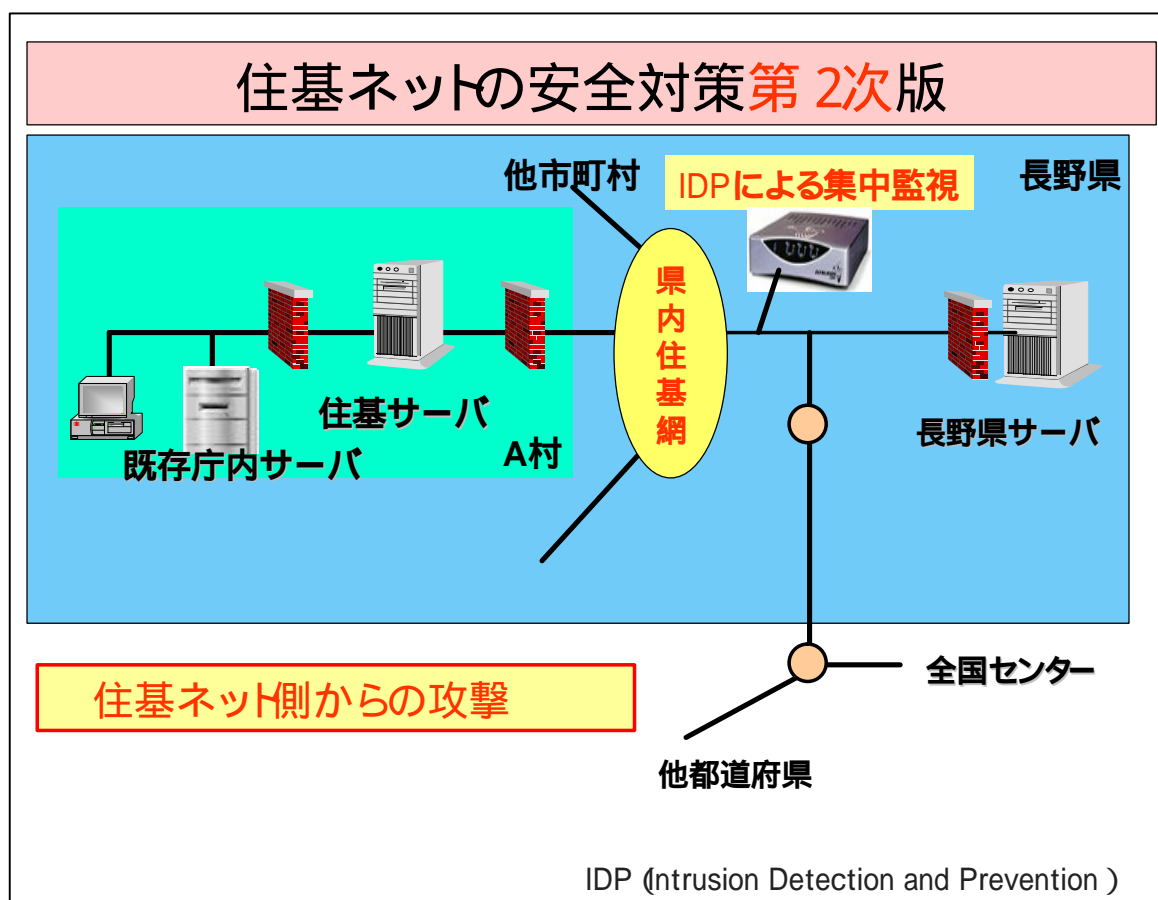 住基ネットの安全対策第2次版
他市町村
IDPによる集中監視
長野県
県内住基網
住基サーバ
既存庁内サーバ
A村
長野県サーバ
全国センター
住基ネット側からの攻撃
他都道府県
IDP (Intrusion Detection and Prevention )